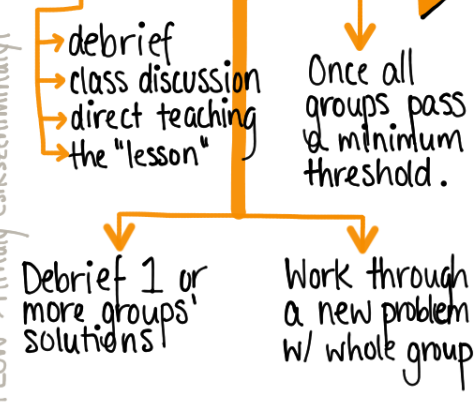 debrief
class discussion
direct teaching
the "lesson"
Once all
groups pass
a minimum
threshold.
Debrief 1 or
more groups'
solutions
Work through
a new problem
w/ whole group
FLOW